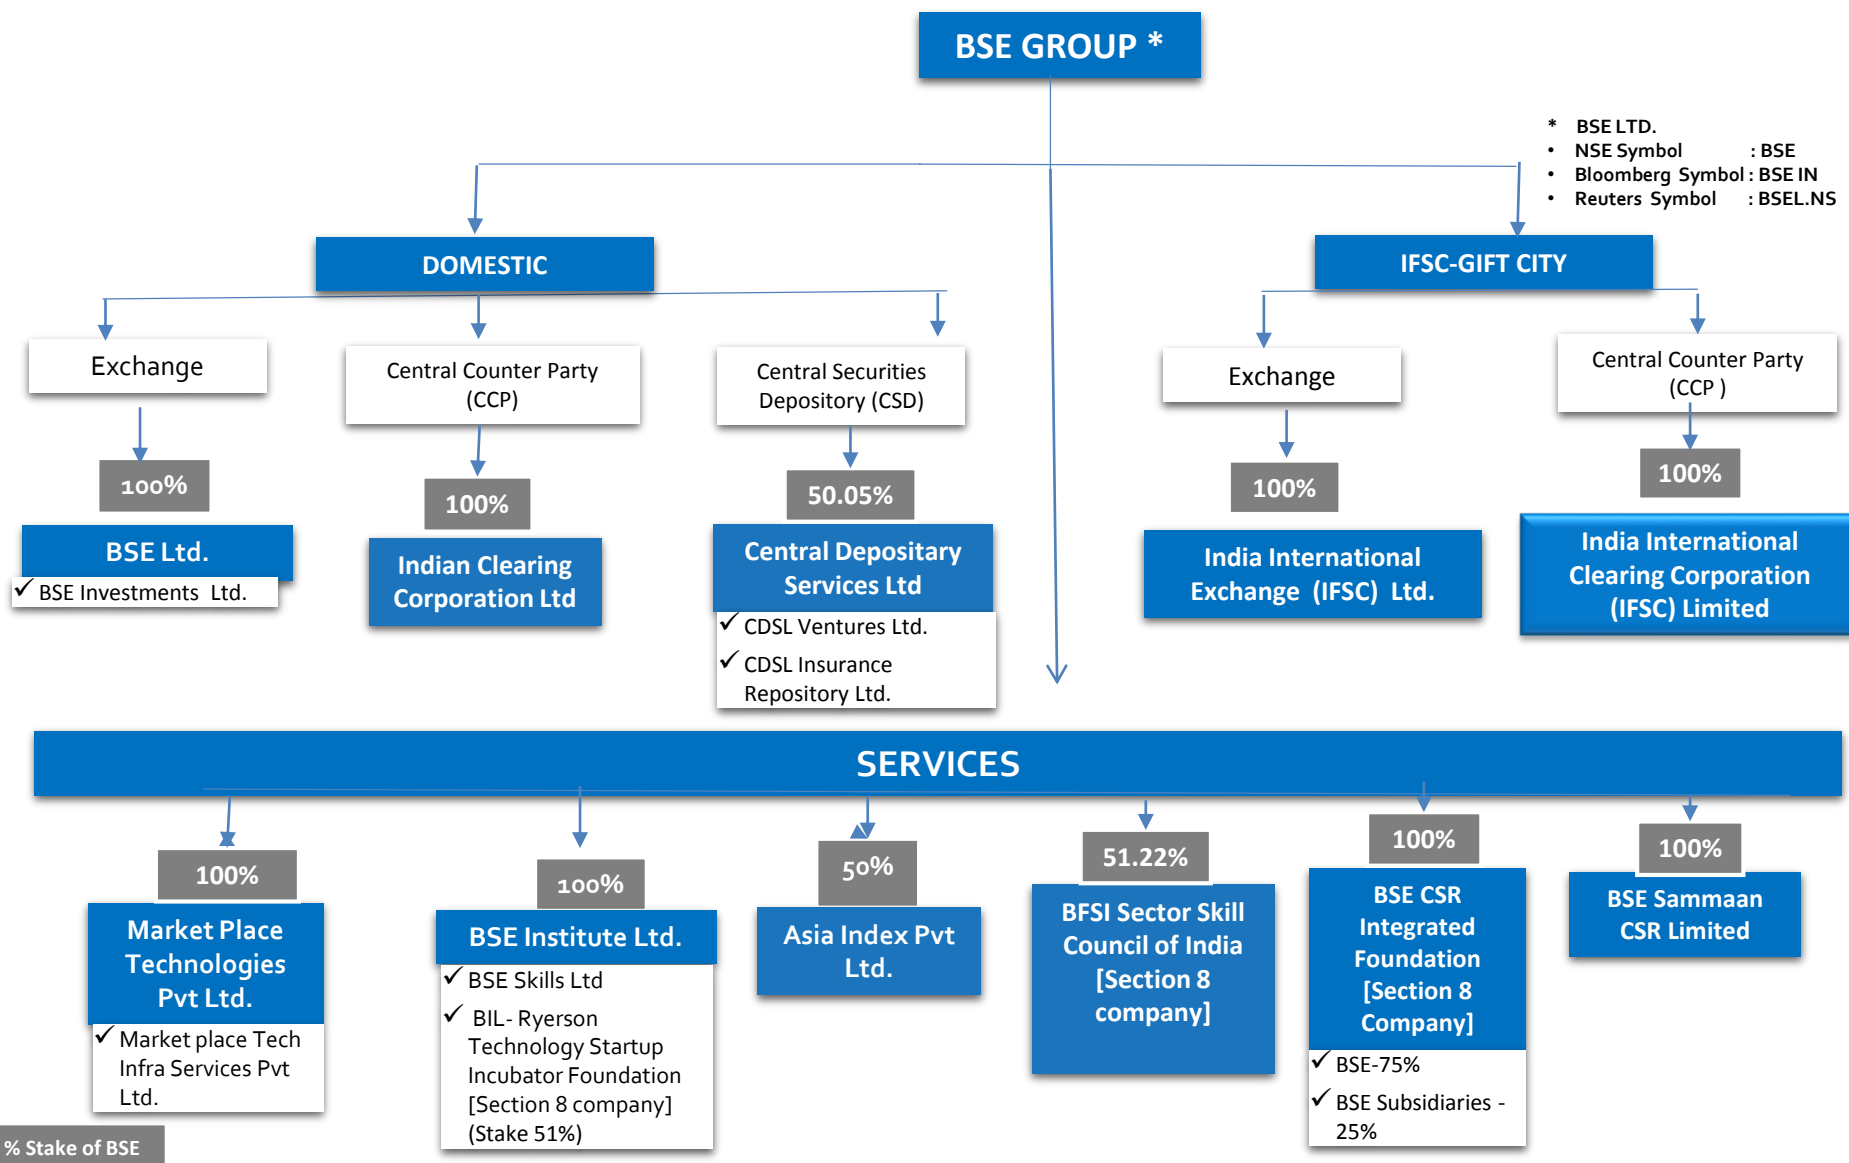 BSE GROUP *
* BSE LTD.
• NSE Symbol : BSE
• Bloomberg Symbol : BSE IN
• Reuters Symbol : BSEL.NS
DOMESTIC
IFSC-GIFT CITY
Exchange
Central Counter Party
(CCP)
Central Securities
Depository (CSD)
Exchange
Central Counter Party
(CCP )
100%
100%
50.05%
100%
100%
BSE Ltd.
✓ BSE Investments Ltd.
Indian Clearing
Corporation Ltd
Central Depositary
Services Ltd
✓ CDSL Ventures Ltd.
✓ CDSL Insurance
Repository Ltd.
India International
Exchange (IFSC) Ltd.
India International
Clearing Corporation
(IFSC) Limited
SERVICES
100%
Market Place
Technologies
Pvt Ltd.
✓ Market place Tech
Infra Services Pvt
Ltd.
100%
BSE Institute Ltd.
✓ BSE Skills Ltd
✓ BIL- Ryerson
Technology Startup
Incubator Foundation
[Section 8 company]
(Stake 51%)
50%
Asia Index Pvt
Ltd.
51.22%
BFSI Sector Skill
Council of India
[Section 8
company]
100%
BSE CSR
Integrated
Foundation
[Section 8
Company]
✓ BSE-75%
✓ BSE Subsidiaries -
25%
100%
BSE Sammaan
CSR Limited
% Stake of BSE